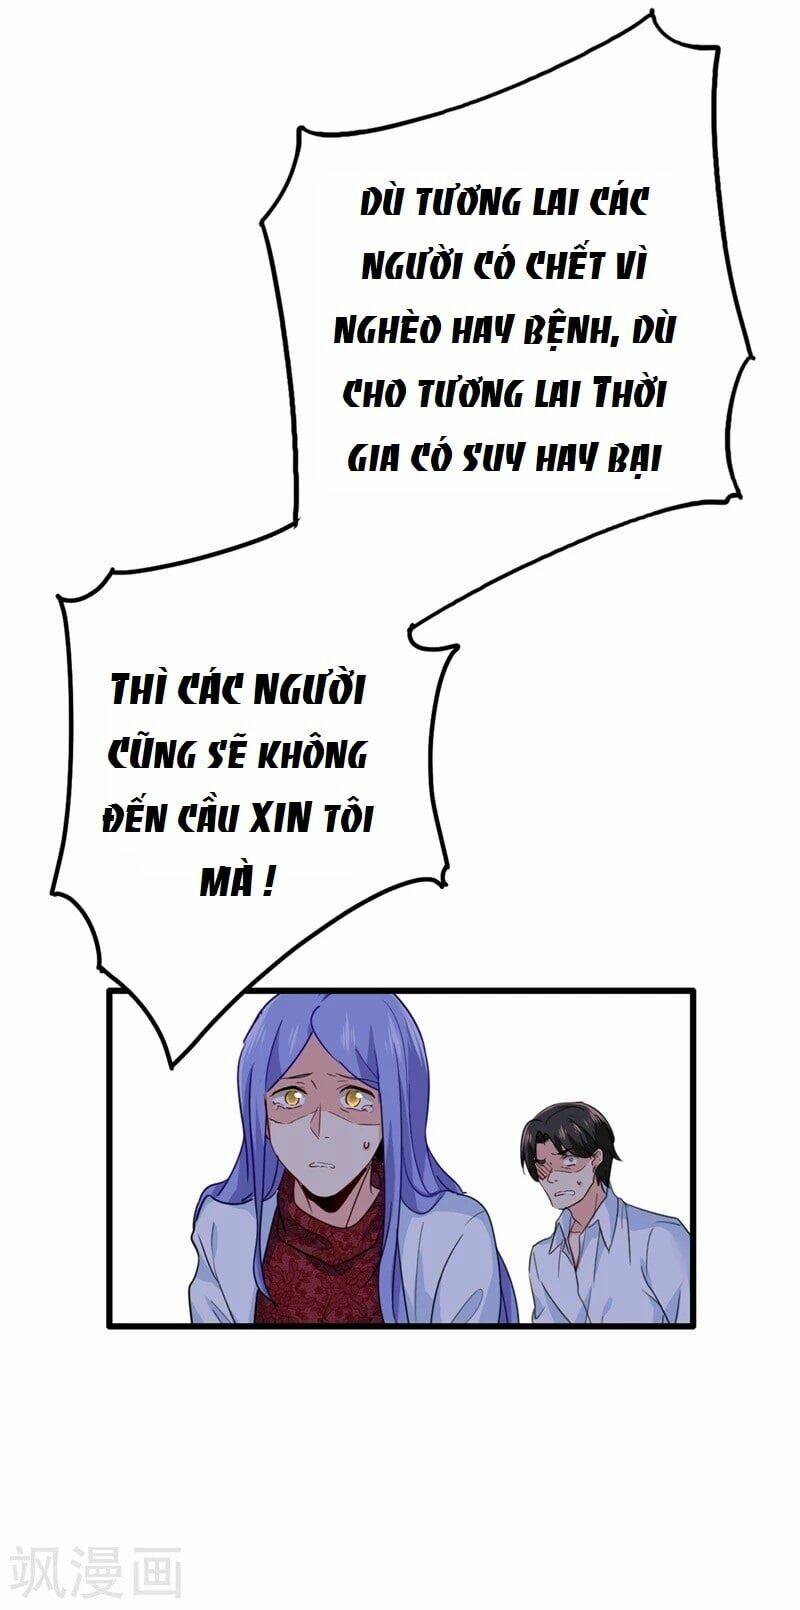 DÙ TƯƠNG LAI CÁC
NGƯỜI CÓ CHẾT VÌ
NGHÈO HAY BỆNH, DÙ
CHO TƯƠNG LAI THỜI
GIA CÓ SUY HAY BẠI
THÌ CÁC NGƯỜI
CŨNG SẼ KHÔNG
ĐẾN CẦU XIN TÔI
MÀ !
飒漫画